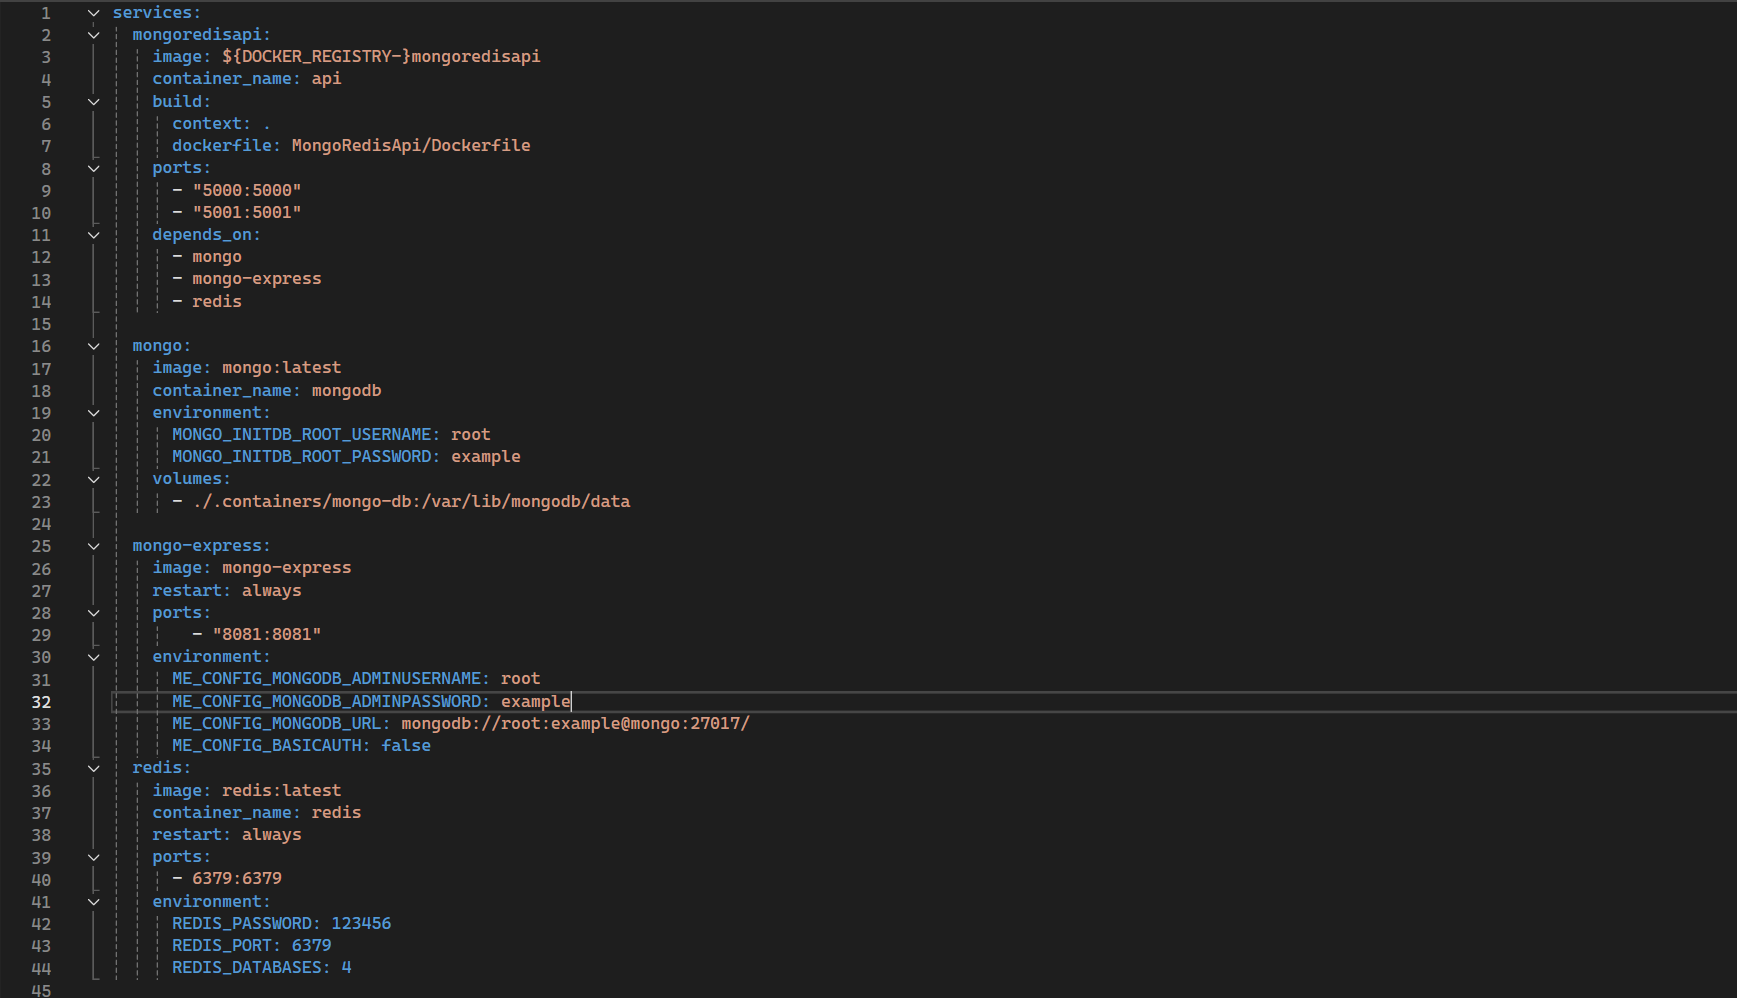 1 services:
2   mongoredisapi:
3     image: ${DOCKER_REGISTRY-}mongoredisapi
4     container_name: api
5     build:
6       context: .
7       dockerfile: MongoRedisApi/Dockerfile
8     ports:
9       - "5000:5000"
10       - "5001:5001"
11     depends_on:
12       - mongo
13       - mongo-express
14       - redis
15
16   mongo:
17     image: mongo:latest
18     container_name: mongodb
19     environment:
20       MONGO_INITDB_ROOT_USERNAME: root
21       MONGO_INITDB_ROOT_PASSWORD: example
22     volumes:
23       - ./.containers/mongo-db:/var/lib/mongodb/data
24
25   mongo-express:
26     image: mongo-express
27     restart: always
28     ports:
29         - "8081:8081"
30     environment:
31       ME_CONFIG_MONGODB_ADMINUSERNAME: root
32       ME_CONFIG_MONGODB_ADMINPASSWORD: example
33       ME_CONFIG_MONGODB_URL: mongodb://root:example@mongo:27017/
34       ME_CONFIG_BASICAUTH: false
35   redis:
36     image: redis:latest
37     container_name: redis
38     restart: always
39     ports:
40       - 6379:6379
41     environment:
42       REDIS_PASSWORD: 123456
43       REDIS_PORT: 6379
44       REDIS_DATABASES: 4
45